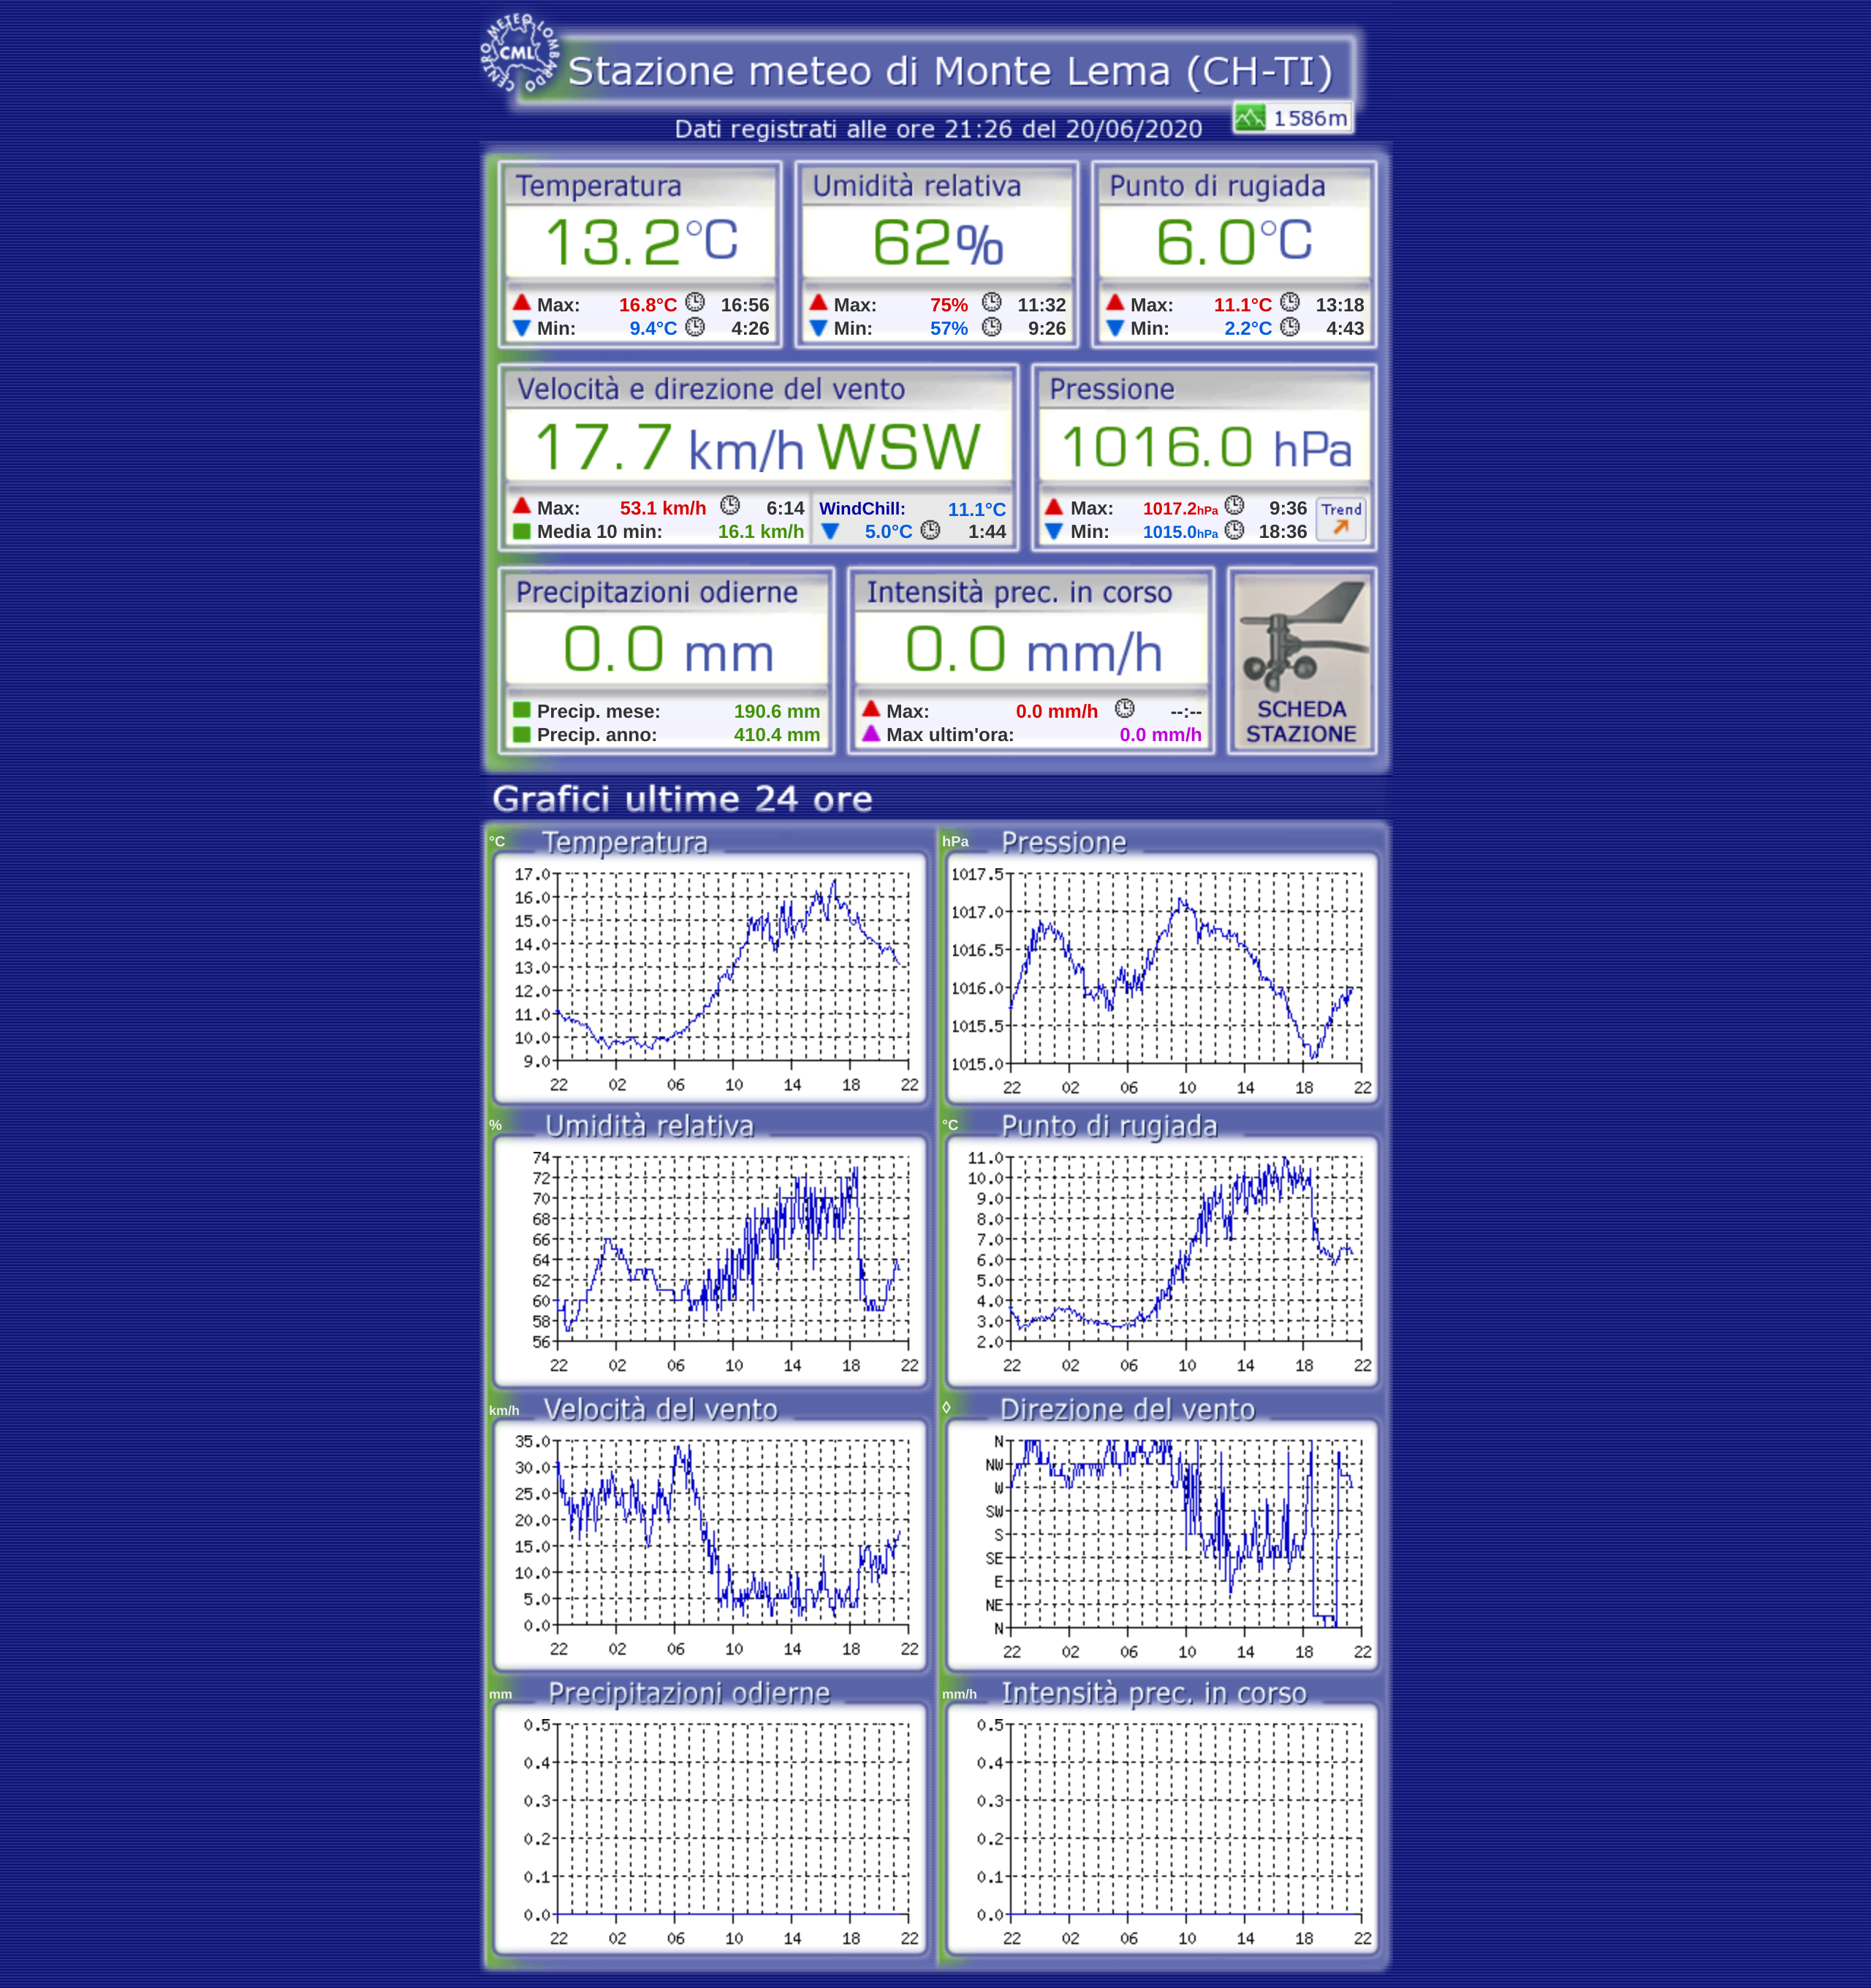 CENTRO METEO LOMBARDO
CML
Stazione meteo di Monte Lema (CH-TI)
1586m
Dati registrati alle ore 21:26 del 20/06/2020
Temperatura Umidità relativa Punto di rugiada
13.2°C 62% 6.0°C
Max: 16.8°C 16:56 Max: 75% 11:32 Max: 11.1°C 13:18
Min: 9.4°C 4:26 Min: 57% 9:26 Min: 2.2°C 4:43
Velocità e direzione del vento Pressione
17.7 km/h WSW 1016.0 hPa
Max: 53.1 km/h 6:14 WindChill: 11.1°C Max: 1017.2hPa 9:36 Trend
Media 10 min: 16.1 km/h 5.0°C 1:44 Min: 1015.0hPa 18:36
Precipitazioni odierne Intensità prec. in corso
0.0 mm 0.0 mm/h
Precip. mese: 190.6 mm Max: 0.0 mm/h --:-- SCHEDA
Precip. anno: 410.4 mm Max ultim'ora: 0.0 mm/h STAZIONE
Grafici ultime 24 ore
°C Temperatura
17.0
16.0
15.0
14.0
13.0
12.0
11.0
10.0
9.0
22 02 06 10 14 18 22
hPa Pressione
1017.5
1017.0
1016.5
1016.0
1015.5
1015.0
22 02 06 10 14 18 22
% Umidità relativa
74
72
70
68
66
64
62
60
58
56
22 02 06 10 14 18 22
°C Punto di rugiada
11.0
10.0
9.0
8.0
7.0
6.0
5.0
4.0
3.0
2.0
22 02 06 10 14 18 22
km/h Velocità del vento
35.0
30.0
25.0
20.0
15.0
10.0
5.0
0.0
22 02 06 10 14 18 22
◊ Direzione del vento
N
NW
W
SW
S
SE
E
NE
N
22 02 06 10 14 18 22
mm Precipitazioni odierne
0.5
0.4
0.3
0.2
0.1
0.0
22 02 06 10 14 18 22
mm/h Intensità prec. in corso
0.5
0.4
0.3
0.2
0.1
0.0
22 02 06 10 14 18 22